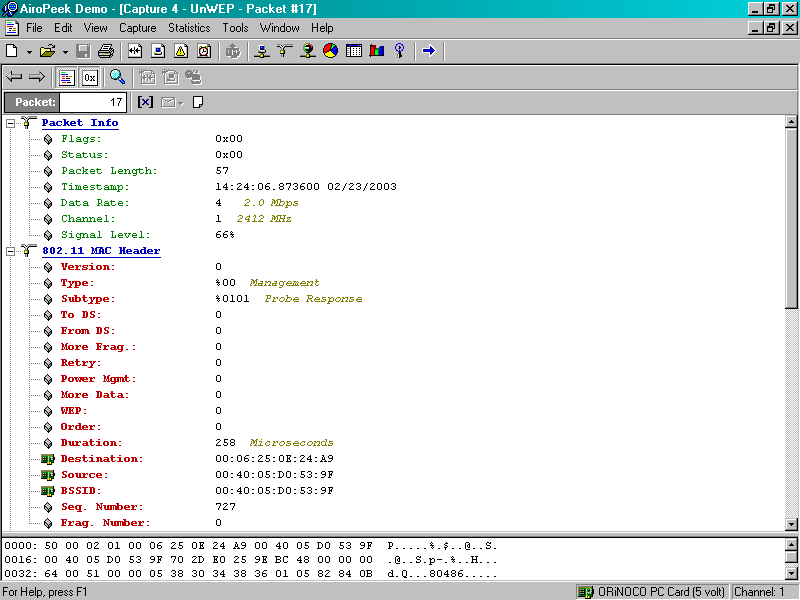 AiroPeek Demo - [Capture 4 - UnWEP - Packet #17]
File Edit View Capture Statistics Tools Window Help
0x
Packet: 17 [x]
Packet Info
Flags: 0x00
Status: 0x00
Packet Length: 57
Timestamp: 14:24:06.873600 02/23/2003
Data Rate: 4 2.0 Mbps
Channel: 1 2412 MHz
Signal Level: 66%
802.11 MAC Header
Version: 0
Type: %00 Management
Subtype: %0101 Probe Response
To DS: 0
From DS: 0
More Frag.: 0
Retry: 0
Power Mgmt: 0
More Data: 0
WEP: 0
Order: 0
Duration: 258 Microseconds
Destination: 00:06:25:0E:24:A9
Source: 00:40:05:D0:53:9F
BSSID: 00:40:05:D0:53:9F
Seq. Number: 727
Frag. Number: 0
0000: 50 00 02 01 00 06 25 0E 24 A9 00 40 05 D0 53 9F P.....%.$..@..S.
0016: 00 40 05 D0 53 9F 70 2D E0 25 9E BC 48 00 00 00 .@..S.p-.%..H...
0032: 64 00 51 00 00 05 38 30 34 38 36 01 05 82 84 0B d.Q...80486.....
For Help, press F1 ORiNOCO PC Card (5 volt) Channel: 1